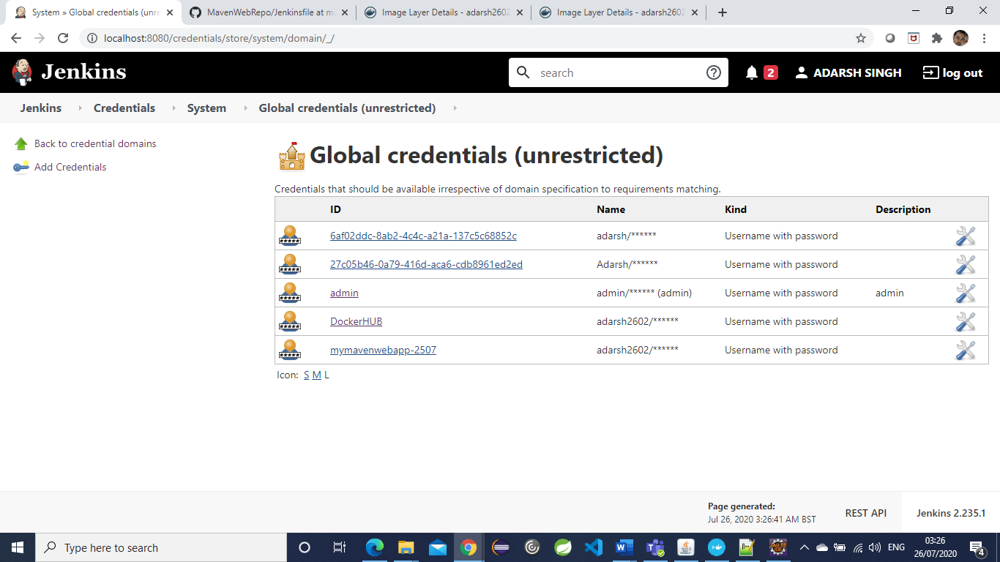 System » Global credentials (unre
MavenWebRepo/Jenkinsfile at m
Image Layer Details - adarsh2602
Image Layer Details - adarsh2602
localhost:8080/credentials/store/system/domain/_/
Jenkins
search
2
ADARSH SINGH
log out
Jenkins
Credentials
System
Global credentials (unrestricted)
Back to credential domains
Add Credentials
Global credentials (unrestricted)
Credentials that should be available irrespective of domain specification to requirements matching.
ID Name Kind Description
6af02ddc-8ab2-4c4c-a21a-137c5c68852c adarsh/****** Username with password
27c05b46-0a79-416d-aca6-cdb8961ed2ed Adarsh/****** Username with password
admin admin/****** (admin) Username with password admin
DockerHUB adarsh2602/****** Username with password
mymavenwebapp-2507 adarsh2602/****** Username with password
Icon: S M L
Page generated:
Jul 26, 2020 3:26:41 AM BST
REST API
Jenkins 2.235.1
Type here to search
ENG
03:26
26/07/2020
4